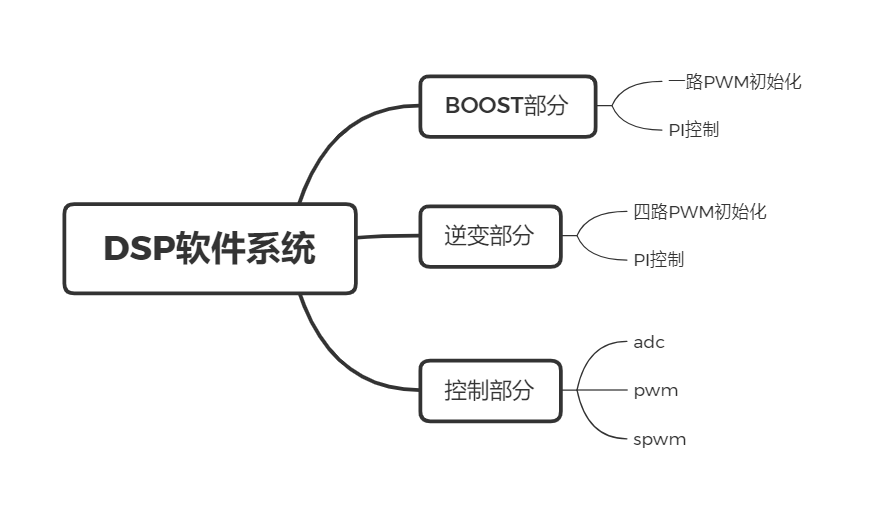 DSP软件系统
BOOST部分
一路PWM初始化
PI控制
逆变部分
四路PWM初始化
PI控制
控制部分
adc
pwm
spwm